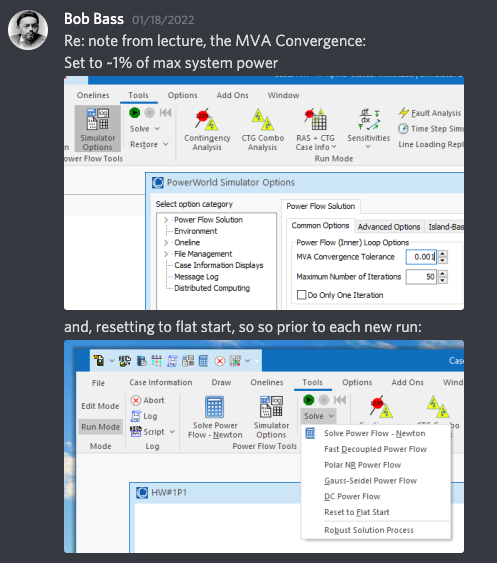 Bob Bass 01/18/2022
Re: note from lecture, the MVA Convergence:
Set to ~1% of max system power
Onelines Tools Options Add Ons Window
Simulator Options
Solve
Restore
Contingency Analysis
CTG Combo Analysis
RAS + CTG Case Info
Sensitivities
Fault Analysis
Time Step Simu
Line Loading Repl
ower Flow Tools
Run Mode
PowerWorld Simulator Options
Select option category
Power Flow Solution
Environment
Oneline
File Management
Case Information Displays
Message Log
Distributed Computing
Power Flow Solution
Common Options Advanced Options Island-Bas
Power Flow (Inner) Loop Options
MVA Convergence Tolerance 0.001
Maximum Number of Iterations 50
Do Only One Iteration
and, resetting to flat start, so so prior to each new run:
Cas
File Case Information Draw Onelines Tools Options Add Ons Wind
Edit Mode
Run Mode
Mode
Abort
Log
Script
Log
Solve Power Flow - Newton
Simulator Options
Power Flow Tools
Solve
Solve Power Flow - Newton
Fast Decoupled Power Flow
Polar NR Power Flow
Gauss-Seidel Power Flow
DC Power Flow
Reset to Flat Start
Robust Solution Process
HW#1P1